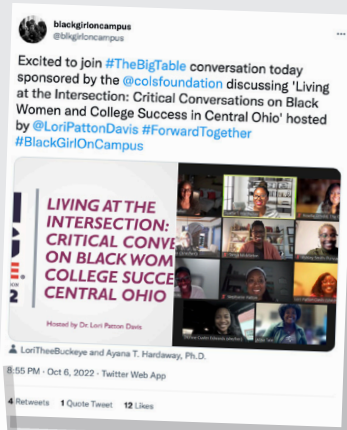 blackgirloncampus
@blkgirloncampus
Excited to join #TheBigTable conversation today
sponsored by the @colsfoundation discussing 'Living
at the Intersection: Critical Conversations on Black
Women and College Success in Central Ohio' hosted
by @LoriPattonDavis #ForwardTogether
#BlackGirlOnCampus
LIVING AT THE
INTERSECTION:
CRITICAL CONVE
ON BLACK WOM
COLLEGE SUCCE
CENTRAL OHIO
Hosted by Dr. Lori Patton Davis
LoriTheeBuckeye and Ayana T. Hardaway, Ph.D.
8:55 PM · Oct 6, 2022 · Twitter Web App
4 Retweets 1 Quote Tweet 12 Likes